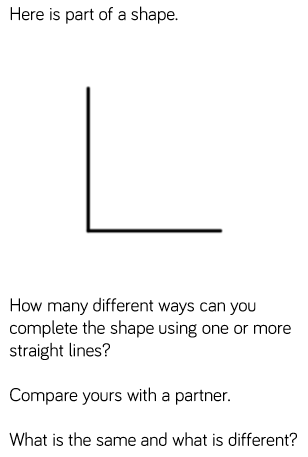 Here is part of a shape.
How many different ways can you
complete the shape using one or more
straight lines?
Compare yours with a partner.
What is the same and what is different?